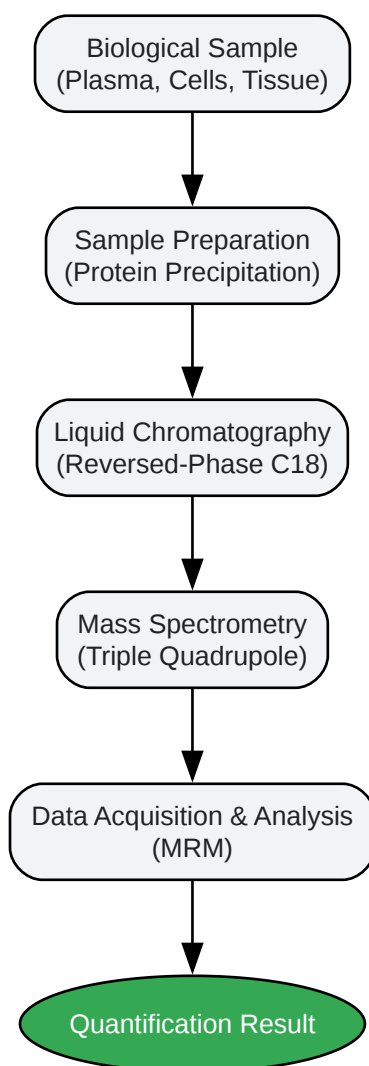 Biological Sample
(Plasma, Cells, Tissue)
Sample Preparation
(Protein Precipitation)
Liquid Chromatography
(Reversed-Phase C18)
Mass Spectrometry
(Triple Quadrupole)
Data Acquisition & Analysis
(MRM)
Quantification Result